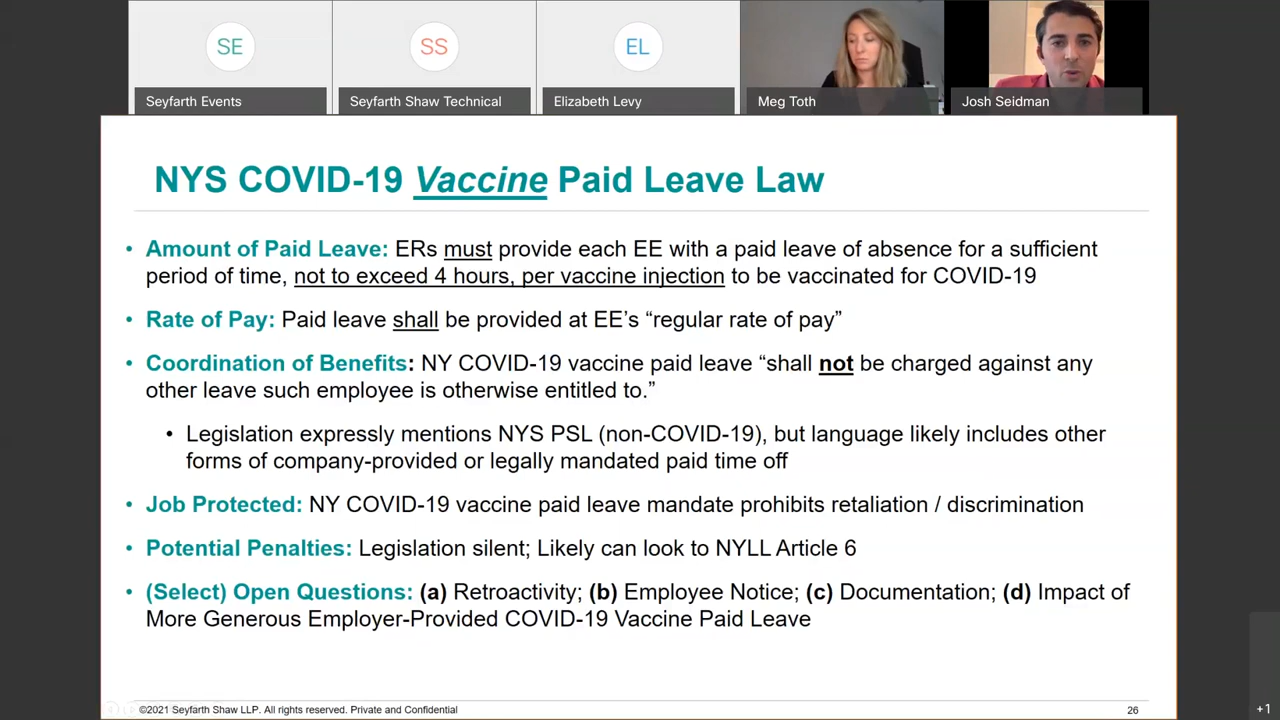 SE
SS
EL
Seyfarth Events
Seyfarth Shaw Technical
Elizabeth Levy
Meg Toth
Josh Seidman
NYS COVID-19 Vaccine Paid Leave Law
• Amount of Paid Leave: ERs must provide each EE with a paid leave of absence for a sufficient
period of time, not to exceed 4 hours, per vaccine injection to be vaccinated for COVID-19
• Rate of Pay: Paid leave shall be provided at EE's “regular rate of pay”
• Coordination of Benefits: NY COVID-19 vaccine paid leave “shall not be charged against any
other leave such employee is otherwise entitled to.”
• Legislation expressly mentions NYS PSL (non-COVID-19), but language likely includes other
forms of company-provided or legally mandated paid time off
• Job Protected: NY COVID-19 vaccine paid leave mandate prohibits retaliation / discrimination
• Potential Penalties: Legislation silent; Likely can look to NYLL Article 6
• (Select) Open Questions: (a) Retroactivity; (b) Employee Notice; (c) Documentation; (d) Impact of
More Generous Employer-Provided COVID-19 Vaccine Paid Leave
©2021 Seyfarth Shaw LLP. All rights reserved. Private and Confidential
26
+1